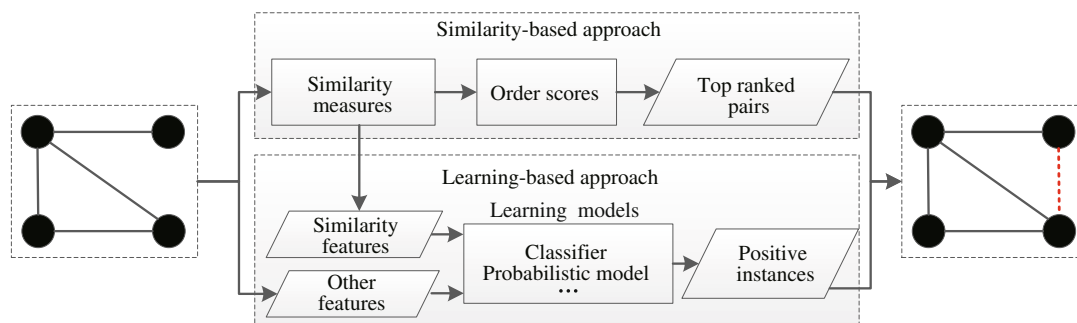 Similarity-based approach
Similarity
measures
Order scores
Top ranked
pairs
Learning-based approach
Learning models
Similarity
features
Other
features
Classifier
Probabilistic model
...
Positive
instances